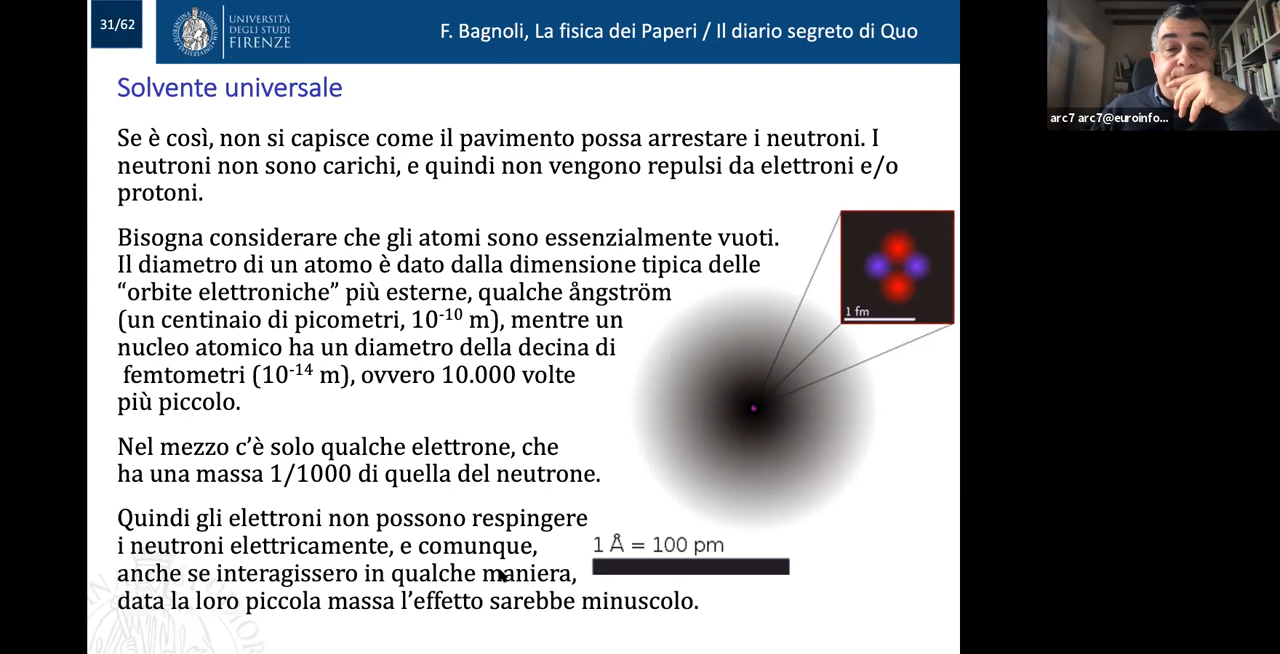 31/62
UNIVERSITÀ
DEGLI STUDI
FIRENZE
F. Bagnoli, La fisica dei Paperi / Il diario segreto di Quo
arc7 arc7@euroinfo...
Solvente universale
Se è così, non si capisce come il pavimento possa arrestare i neutroni. I
neutroni non sono carichi, e quindi non vengono repulsi da elettroni e/o
protoni.
Bisogna considerare che gli atomi sono essenzialmente vuoti.
Il diametro di un atomo è dato dalla dimensione tipica delle
“orbite elettroniche” più esterne, qualche ångström
(un centinaio di picometri, 10⁻¹⁰ m), mentre un
nucleo atomico ha un diametro della decina di
femtometri (10⁻¹⁴ m), ovvero 10.000 volte
più piccolo.
1 fm
Nel mezzo c’è solo qualche elettrone, che
ha una massa 1/1000 di quella del neutrone.
Quindi gli elettroni non possono respingere
i neutroni elettricamente, e comunque,
anche se interagissero in qualche maniera,
data la loro piccola massa l’effetto sarebbe minuscolo.
1 Å = 100 pm